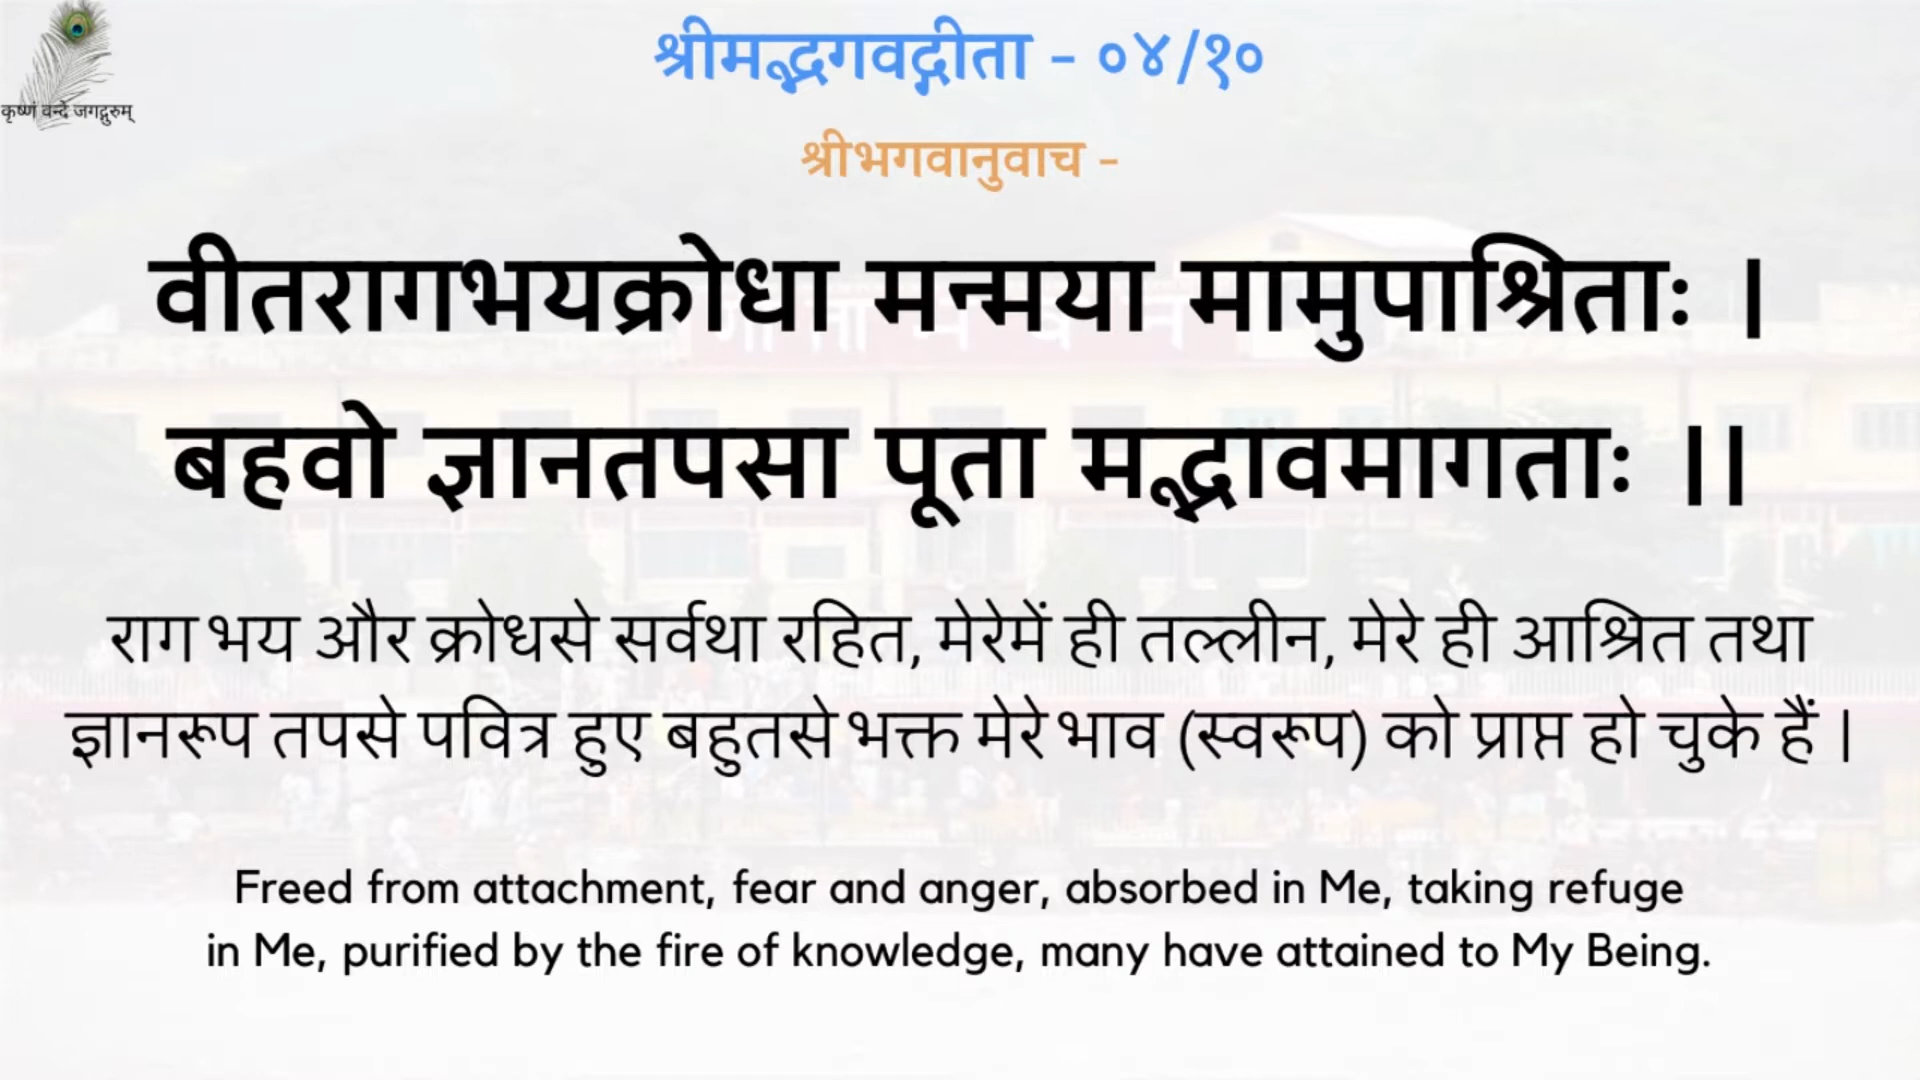 श्रीमद्भगवद्गीता - ०४/१०
कृष्णं वन्दे जगद्गुरुम्
श्रीभगवानुवाच -
वीतरागभयक्रोधा मन्मया मामुपाश्रिताः |
बहवो ज्ञानतपसा पूता मद्भावमागताः ||
राग भय और क्रोधसे सर्वथा रहित, मेरेमें ही तल्लीन, मेरे ही आश्रित तथा
ज्ञानरूप तपसे पवित्र हुए बहुतसे भक्त मेरे भाव (स्वरूप) को प्राप्त हो चुके हैं |
Freed from attachment, fear and anger, absorbed in Me, taking refuge
in Me, purified by the fire of knowledge, many have attained to My Being.